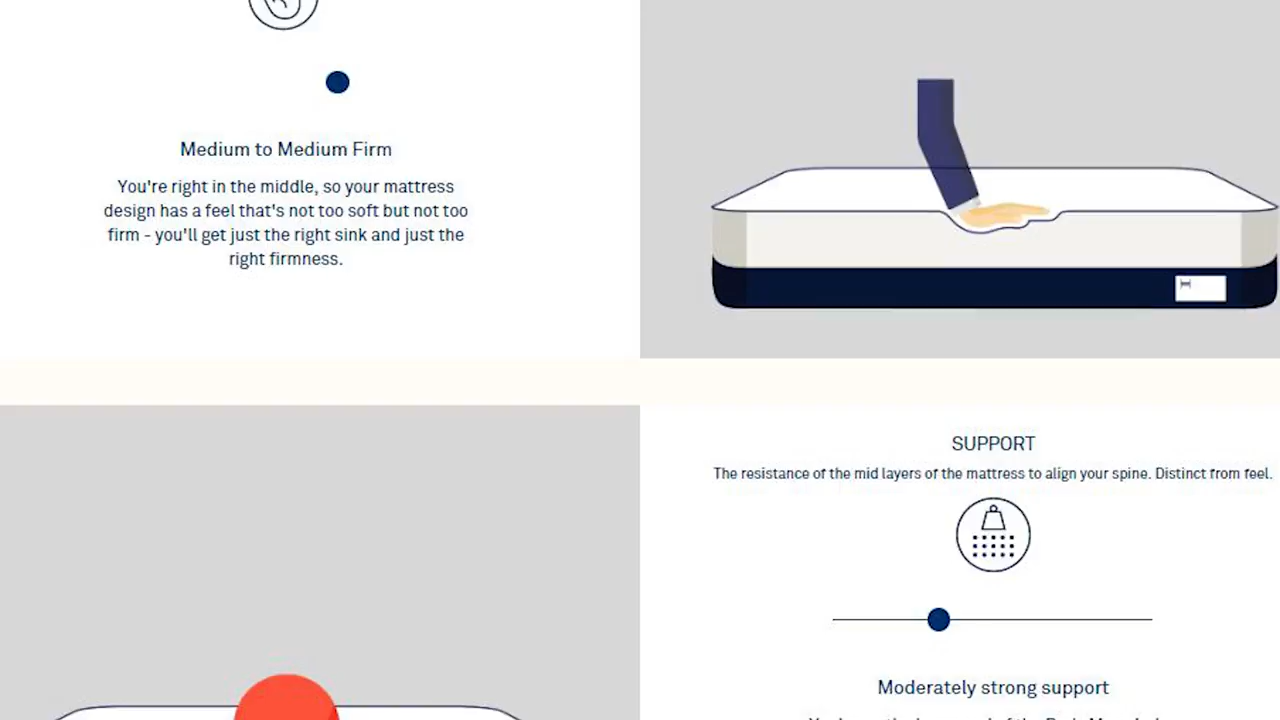 Medium to Medium Firm
You're right in the middle, so your mattress
design has a feel that's not too soft but not too
firm - you'll get just the right sink and just the
right firmness.
SUPPORT
The resistance of the mid layers of the mattress to align your spine. Distinct from feel.
Moderately strong support